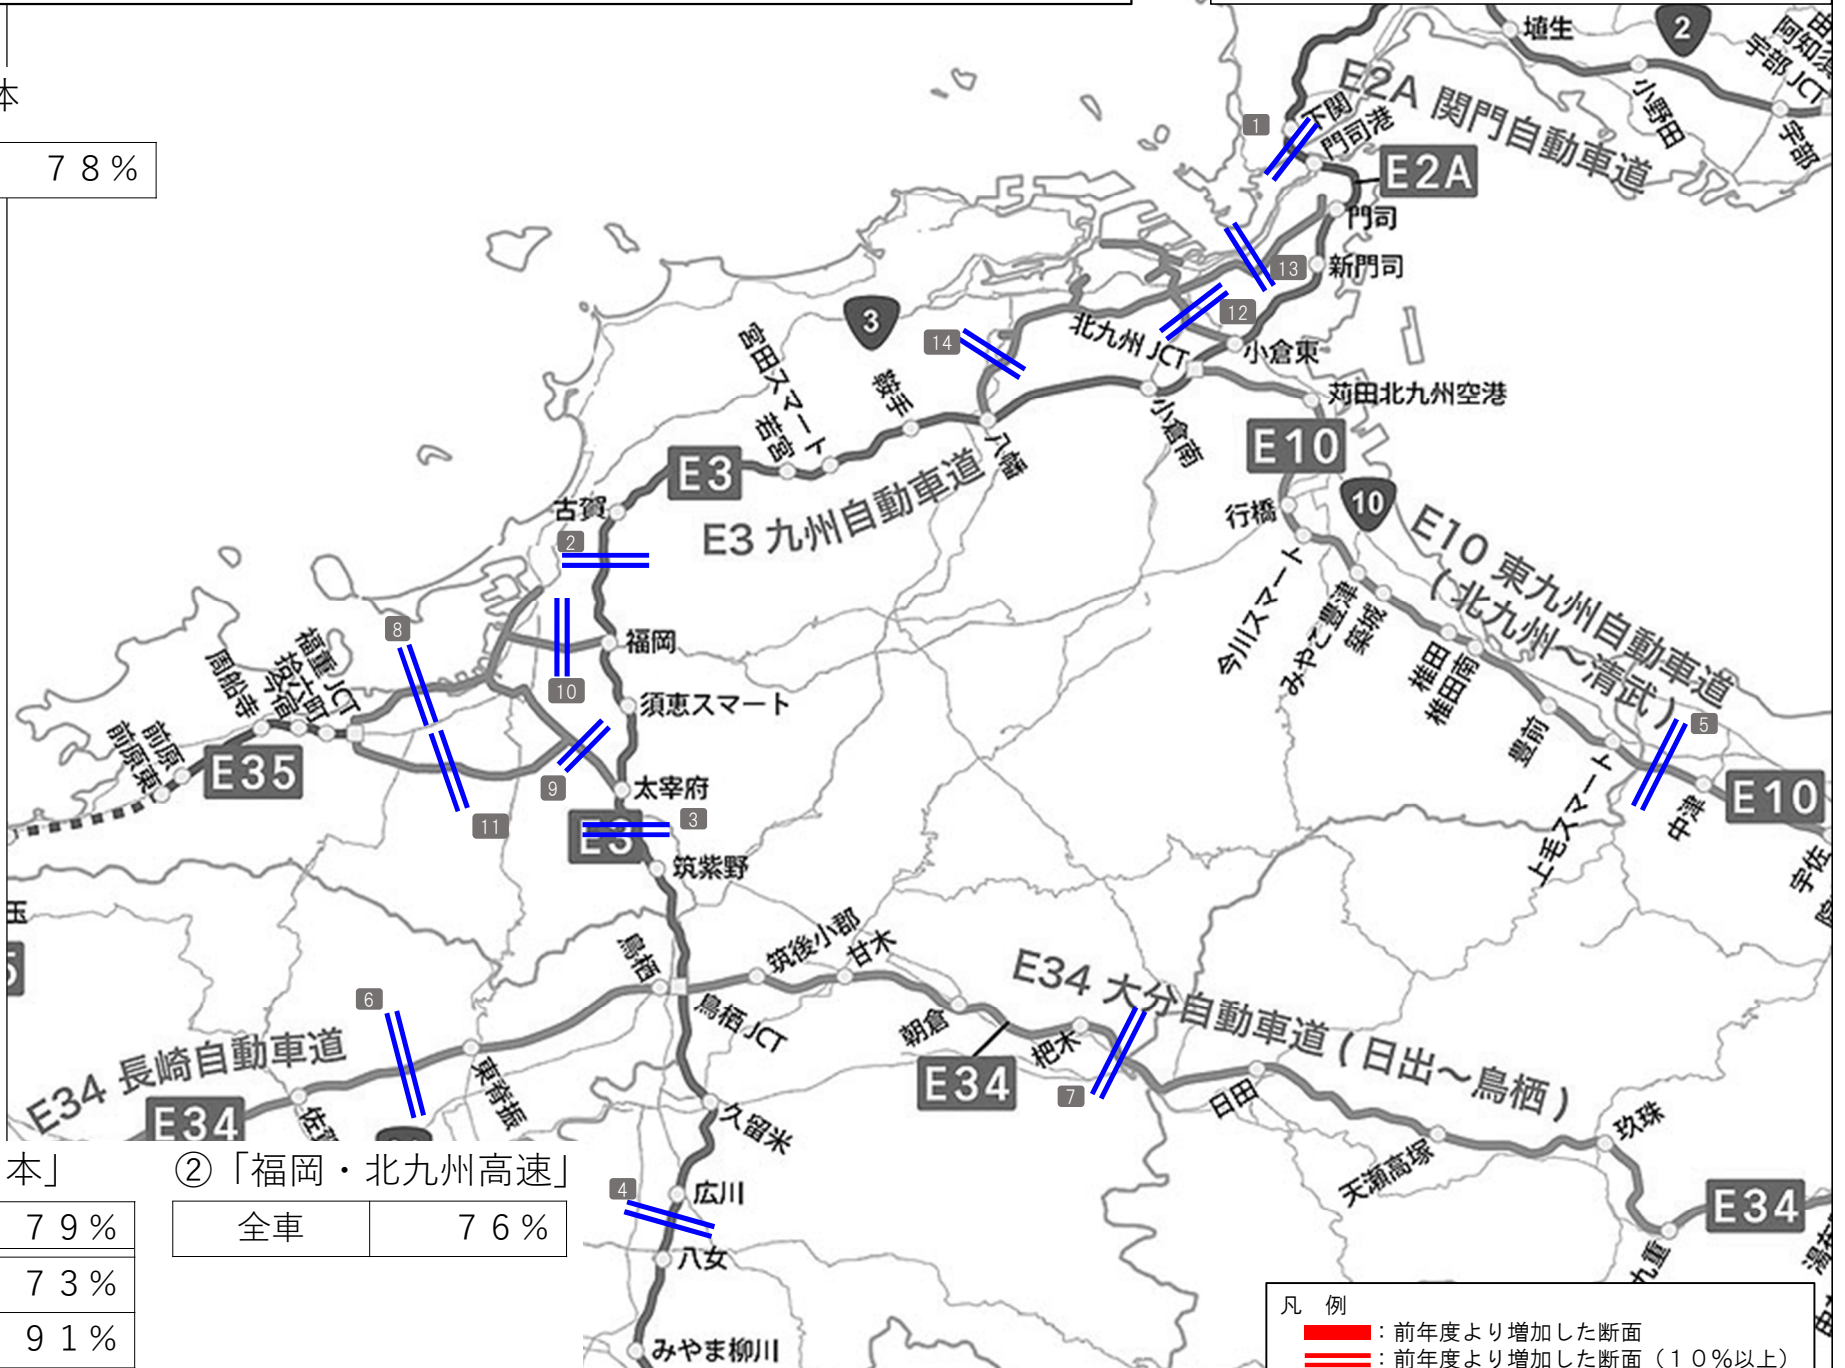 本
７８％
埴生
2
小野田
宇部 JCT
宇部
E2A 関門自動車道
1
下関
門司港
E2A
門司
13
新門司
12
3
14
北九州 JCT
小倉東
宮田スマート
若宮
鞍手
八幡
小倉南
苅田北九州空港
E10
E3
E3 九州自動車道
古賀
2
行橋
10
E10 東九州自動車道
( 北九州～清武 )
今川スマート
みやこ豊津
築城
椎田
椎田南
豊前
上毛スマート
5
中津
E10
宇佐
8
福岡
10
須恵スマート
福重 JCT
拾六町
今宿
周船寺
前原
前原東
E35
9
11
太宰府
E3
3
筑紫野
玉
鳥栖
鳥栖 JCT
筑後小郡
甘木
朝倉
杷木
E34 大分自動車道 ( 日出～鳥栖 )
E34
7
日田
天瀬高塚
玖珠
九重
E34
6
E34 長崎自動車道
E34
東脊振
久留米
4
広川
八女
みやま柳川
本」
７９％
７３％
９１％
②「福岡・北九州高速」
全車 ７６％
凡　例
：前年度より増加した断面
：前年度より増加した断面（１０％以上）